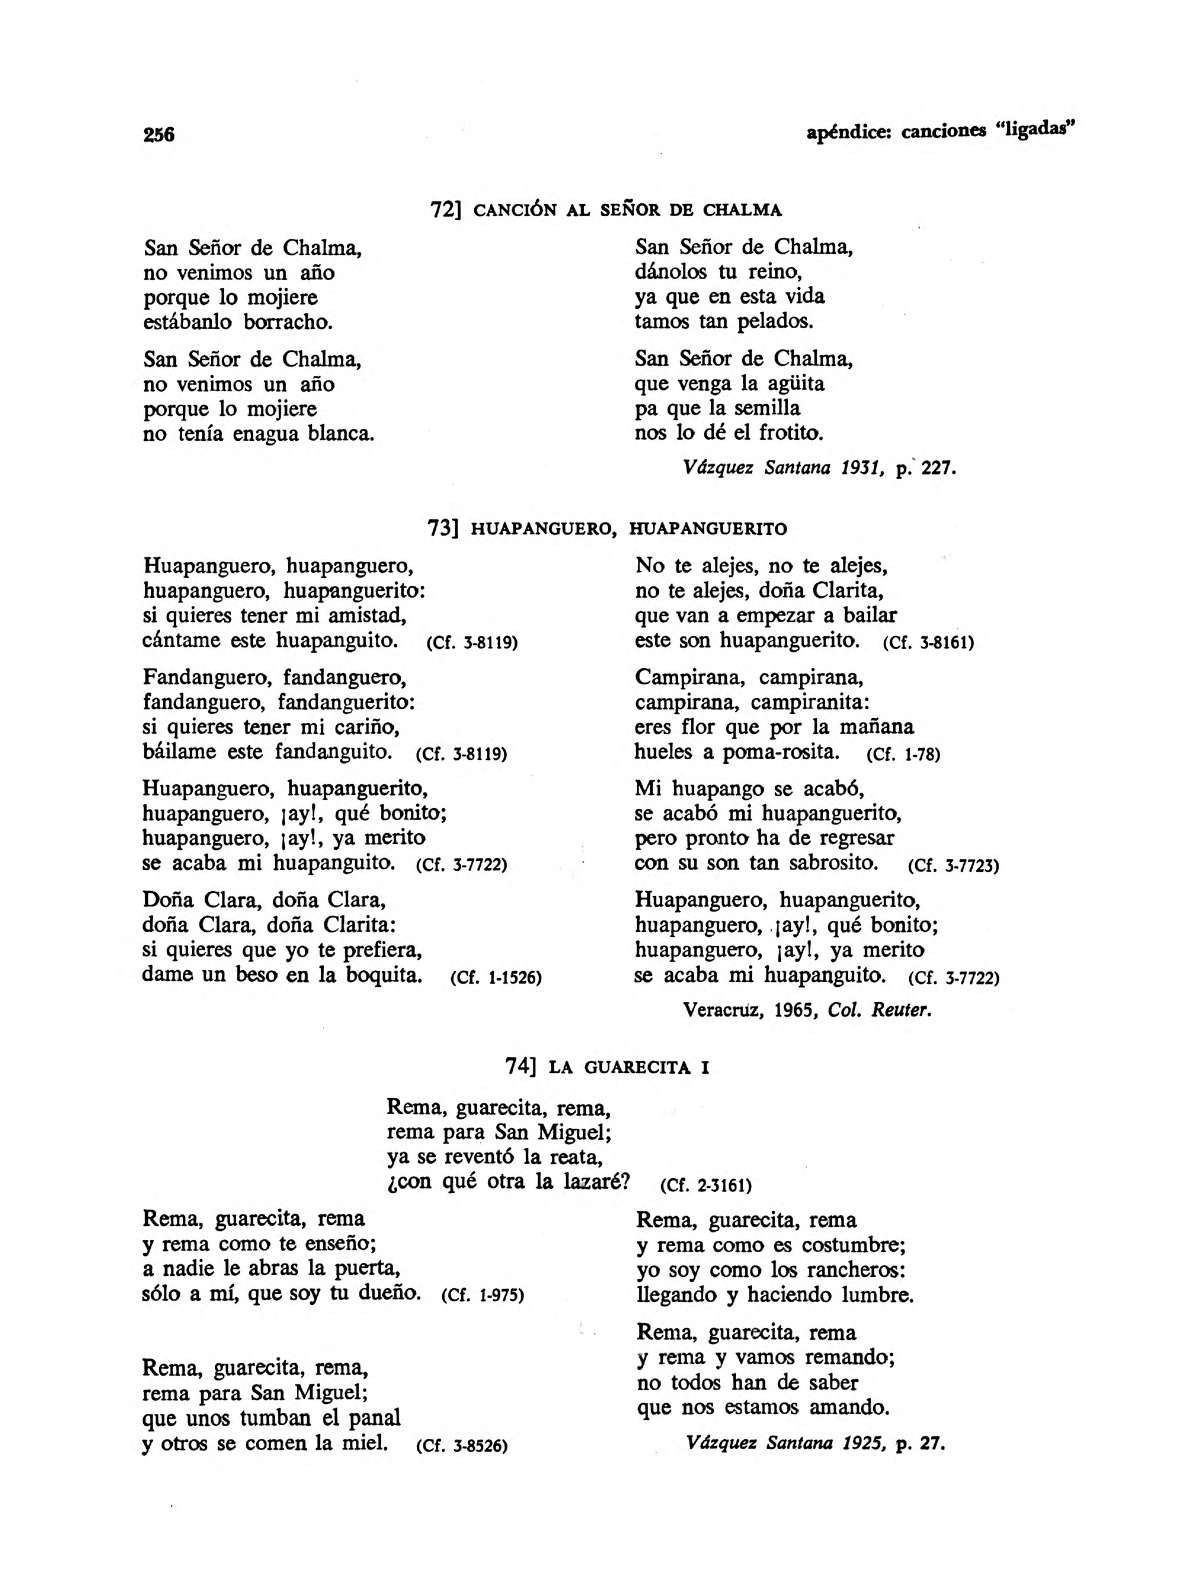 256
apéndice: canciones “ligadas”
72] CANCIÓN AL SEÑOR DE CHALMA
San Señor de Chalma,
no venimos un año
porque lo mojiere
estábanlo borracho.
San Señor de Chalma,
no venimos un año
porque lo mojiere
no tenía enagua blanca.
San Señor de Chalma,
dánolos tu reino,
ya que en esta vida
tamos tan pelados.
San Señor de Chalma,
que venga la agüita
pa que la semilla
nos lo dé el frotito.
Vázquez Santana 1931, p. 227.
73] HUAPANGUERO, HUAPANGUERITO
Huapanguero, huapanguero,
huapanguero, huapanguerito:
si quieres tener mi amistad,
cántame este huapanguito. (Cf. 3-8119)
Fandanguero, fandanguero,
fandanguero, fandanguerito:
si quieres tener mi cariño,
báilame este fandanguito. (Cf. 3-8119)
Huapanguero, huapanguerito,
huapanguero, ¡ay!, qué bonito;
huapanguero, ¡ay!, ya merito
se acaba mi huapanguito. (Cf. 3-7722)
Doña Clara, doña Clara,
doña Clara, doña Clarita:
si quieres que yo te prefiera,
dame un beso en la boquita. (Cf. 1-1526)
No te alejes, no te alejes,
no te alejes, doña Clarita,
que van a empezar a bailar
este son huapanguerito. (Cf. 3-8161)
Campirana, campirana,
campirana, campiranita:
eres flor que por la mañana
hueles a poma-rosita. (Cf. 1-78)
Mi huapango se acabó,
se acabó mi huapanguerito,
pero pronto ha de regresar
con su son tan sabrosito. (Cf. 3-7723)
Huapanguero, huapanguerito,
huapanguero, ¡ay!, qué bonito;
huapanguero, ¡ay!, ya merito
se acaba mi huapanguito. (Cf. 3-7722)
Veracruz, 1965, Col. Reuter.
74] LA GUARECITA I
Rema, guarecita, rema,
rema para San Miguel;
ya se reventó la reata,
¿con qué otra la lazaré? (Cf. 2-3161)
Rema, guarecita, rema
y rema como te enseño;
a nadie le abras la puerta,
sólo a mí, que soy tu dueño. (Cf. 1-975)
Rema, guarecita, rema,
rema para San Miguel;
que unos tumban el panal
y otros se comen la miel. (Cf. 3-8526)
Rema, guarecita, rema
y rema como es costumbre;
yo soy como los rancheros:
llegando y haciendo lumbre.
Rema, guarecita, rema
y rema y vamos remando;
no todos han de saber
que nos estamos amando.
Vázquez Santana 1925, p. 27.